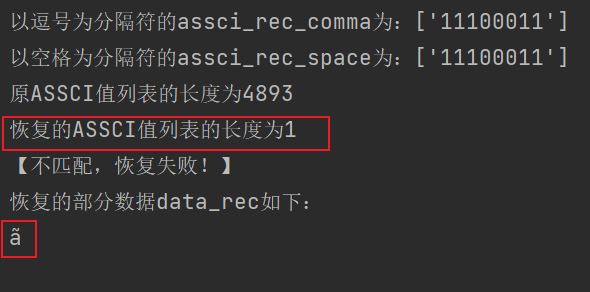 以逗号为分隔符的assci_rec_comma为：['11100011']
以空格为分隔符的assci_rec_space为：['11100011']
原ASSCI值列表的长度为4893
恢复的ASSCI值列表的长度为1
【不匹配，恢复失败！】
恢复的部分数据data_rec如下：
ã